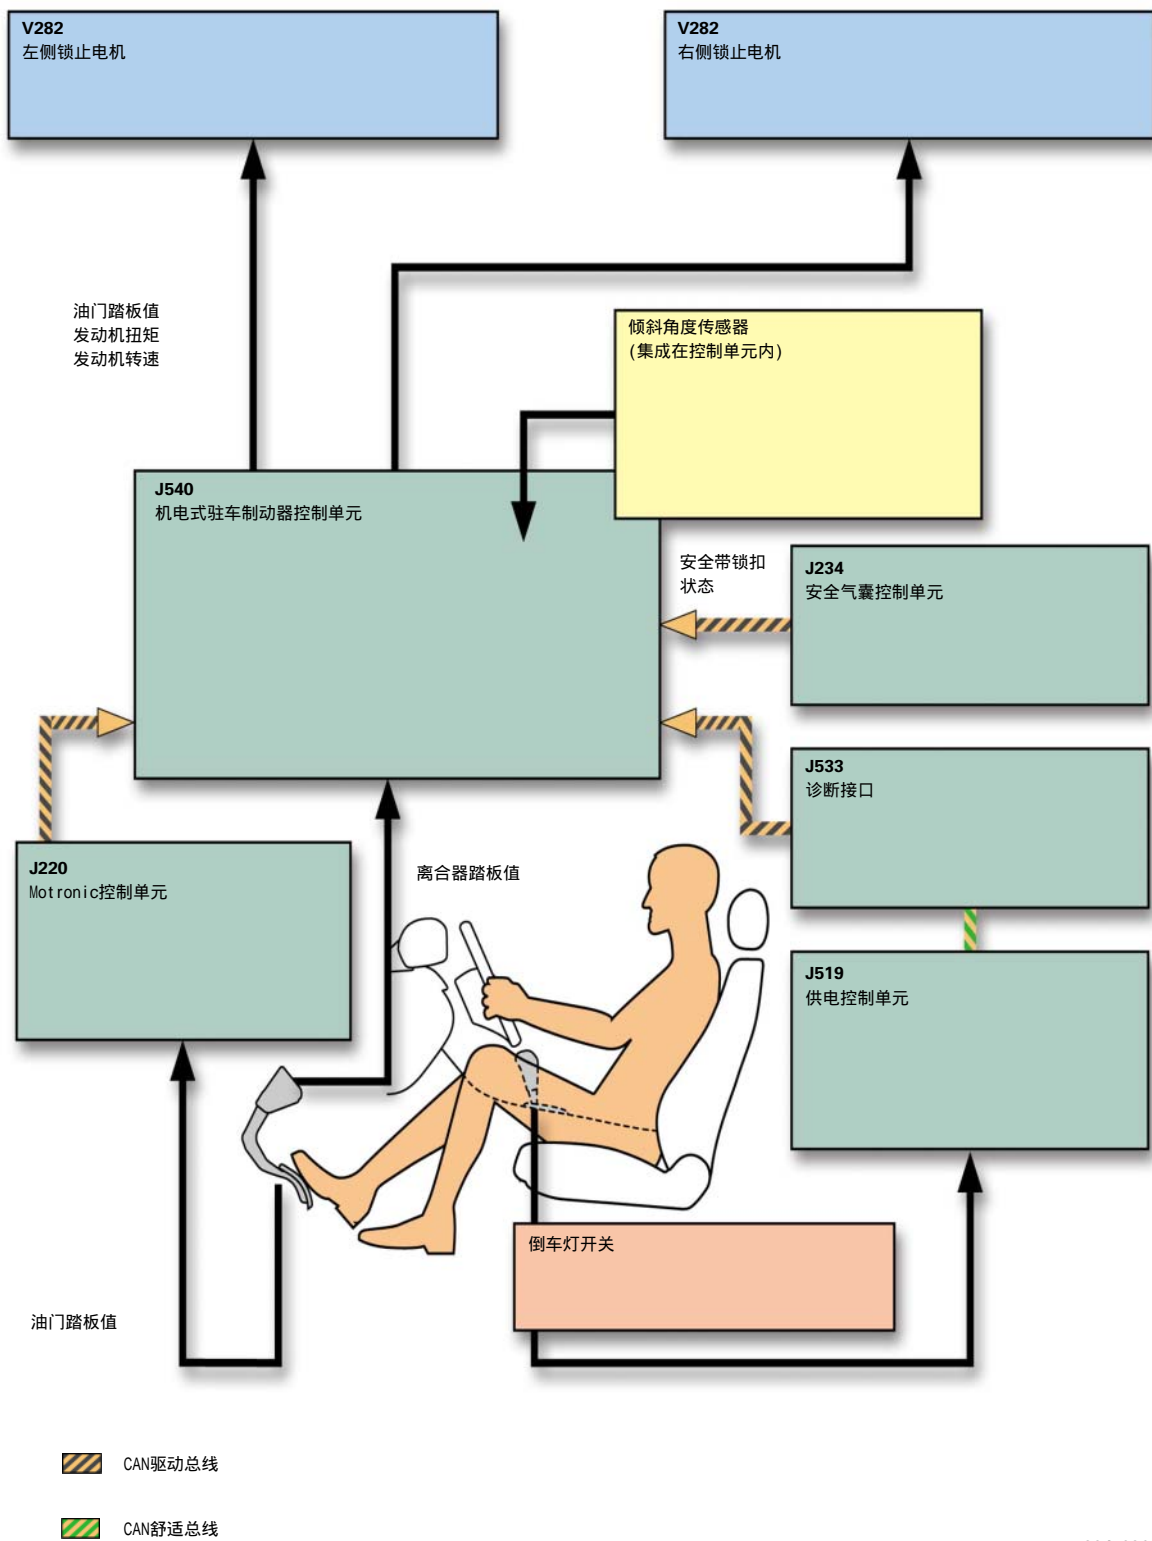 V282
左侧锁止电机
V282
右侧锁止电机
油门踏板值
发动机扭矩
发动机转速
倾斜角度传感器
(集成在控制单元内)
J540
机电式驻车制动器控制单元
安全带锁扣
状态
J234
安全气囊控制单元
J533
诊断接口
J220
Motronic控制单元
离合器踏板值
J519
供电控制单元
倒车灯开关
油门踏板值
CAN驱动总线
CAN舒适总线